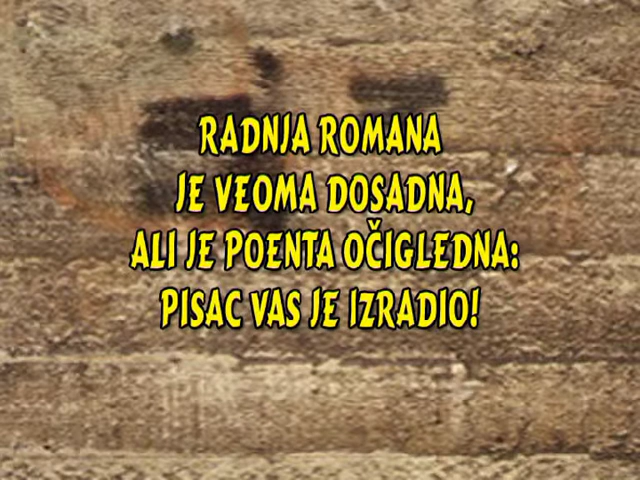 RADNJA ROMANA
JE VEOMA DOSADNA,
ALI JE POENTA OČIGLEDNA:
PISAC VAS JE IZRADIO!